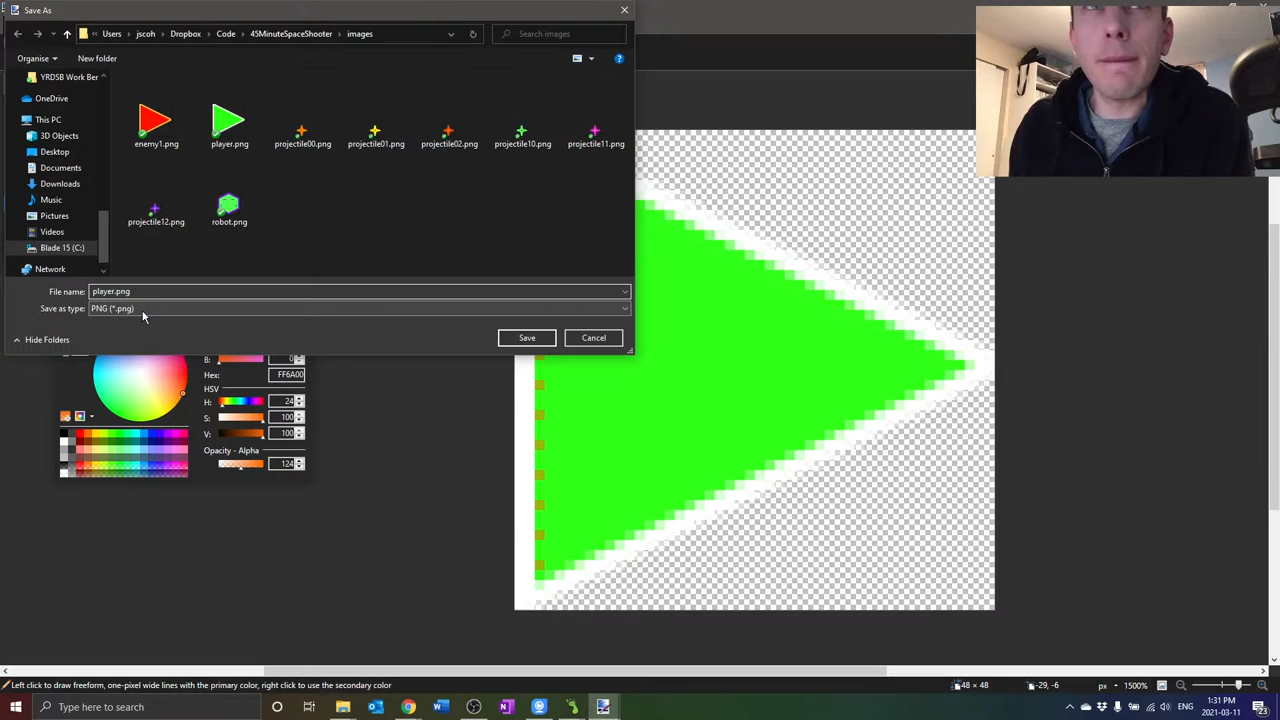 Save As
Users > jscoh > Dropbox > Code > 45MinuteSpaceShooter > images
Search images
Organise
New folder
YRDSB Work Ber
OneDrive
This PC
3D Objects
Desktop
Documents
Downloads
Music
Pictures
Videos
Blade 15 (C:)
Network
enemy1.png
player.png
projectile00.png
projectile01.png
projectile02.png
projectile10.png
projectile11.png
projectile12.png
robot.png
File name: player.png
Save as type: PNG (*.png)
Hide Folders
Save
Cancel
B: 0
Hex: FF6A00
HSV
H: 24
S: 100
V: 100
Opacity - Alpha
124
Left click to draw freeform, one-pixel wide lines with the primary color, right click to use the secondary color
48 × 48
-29, -6
px
1500%
Type here to search
ENG
1:31 PM
2021-03-11
23